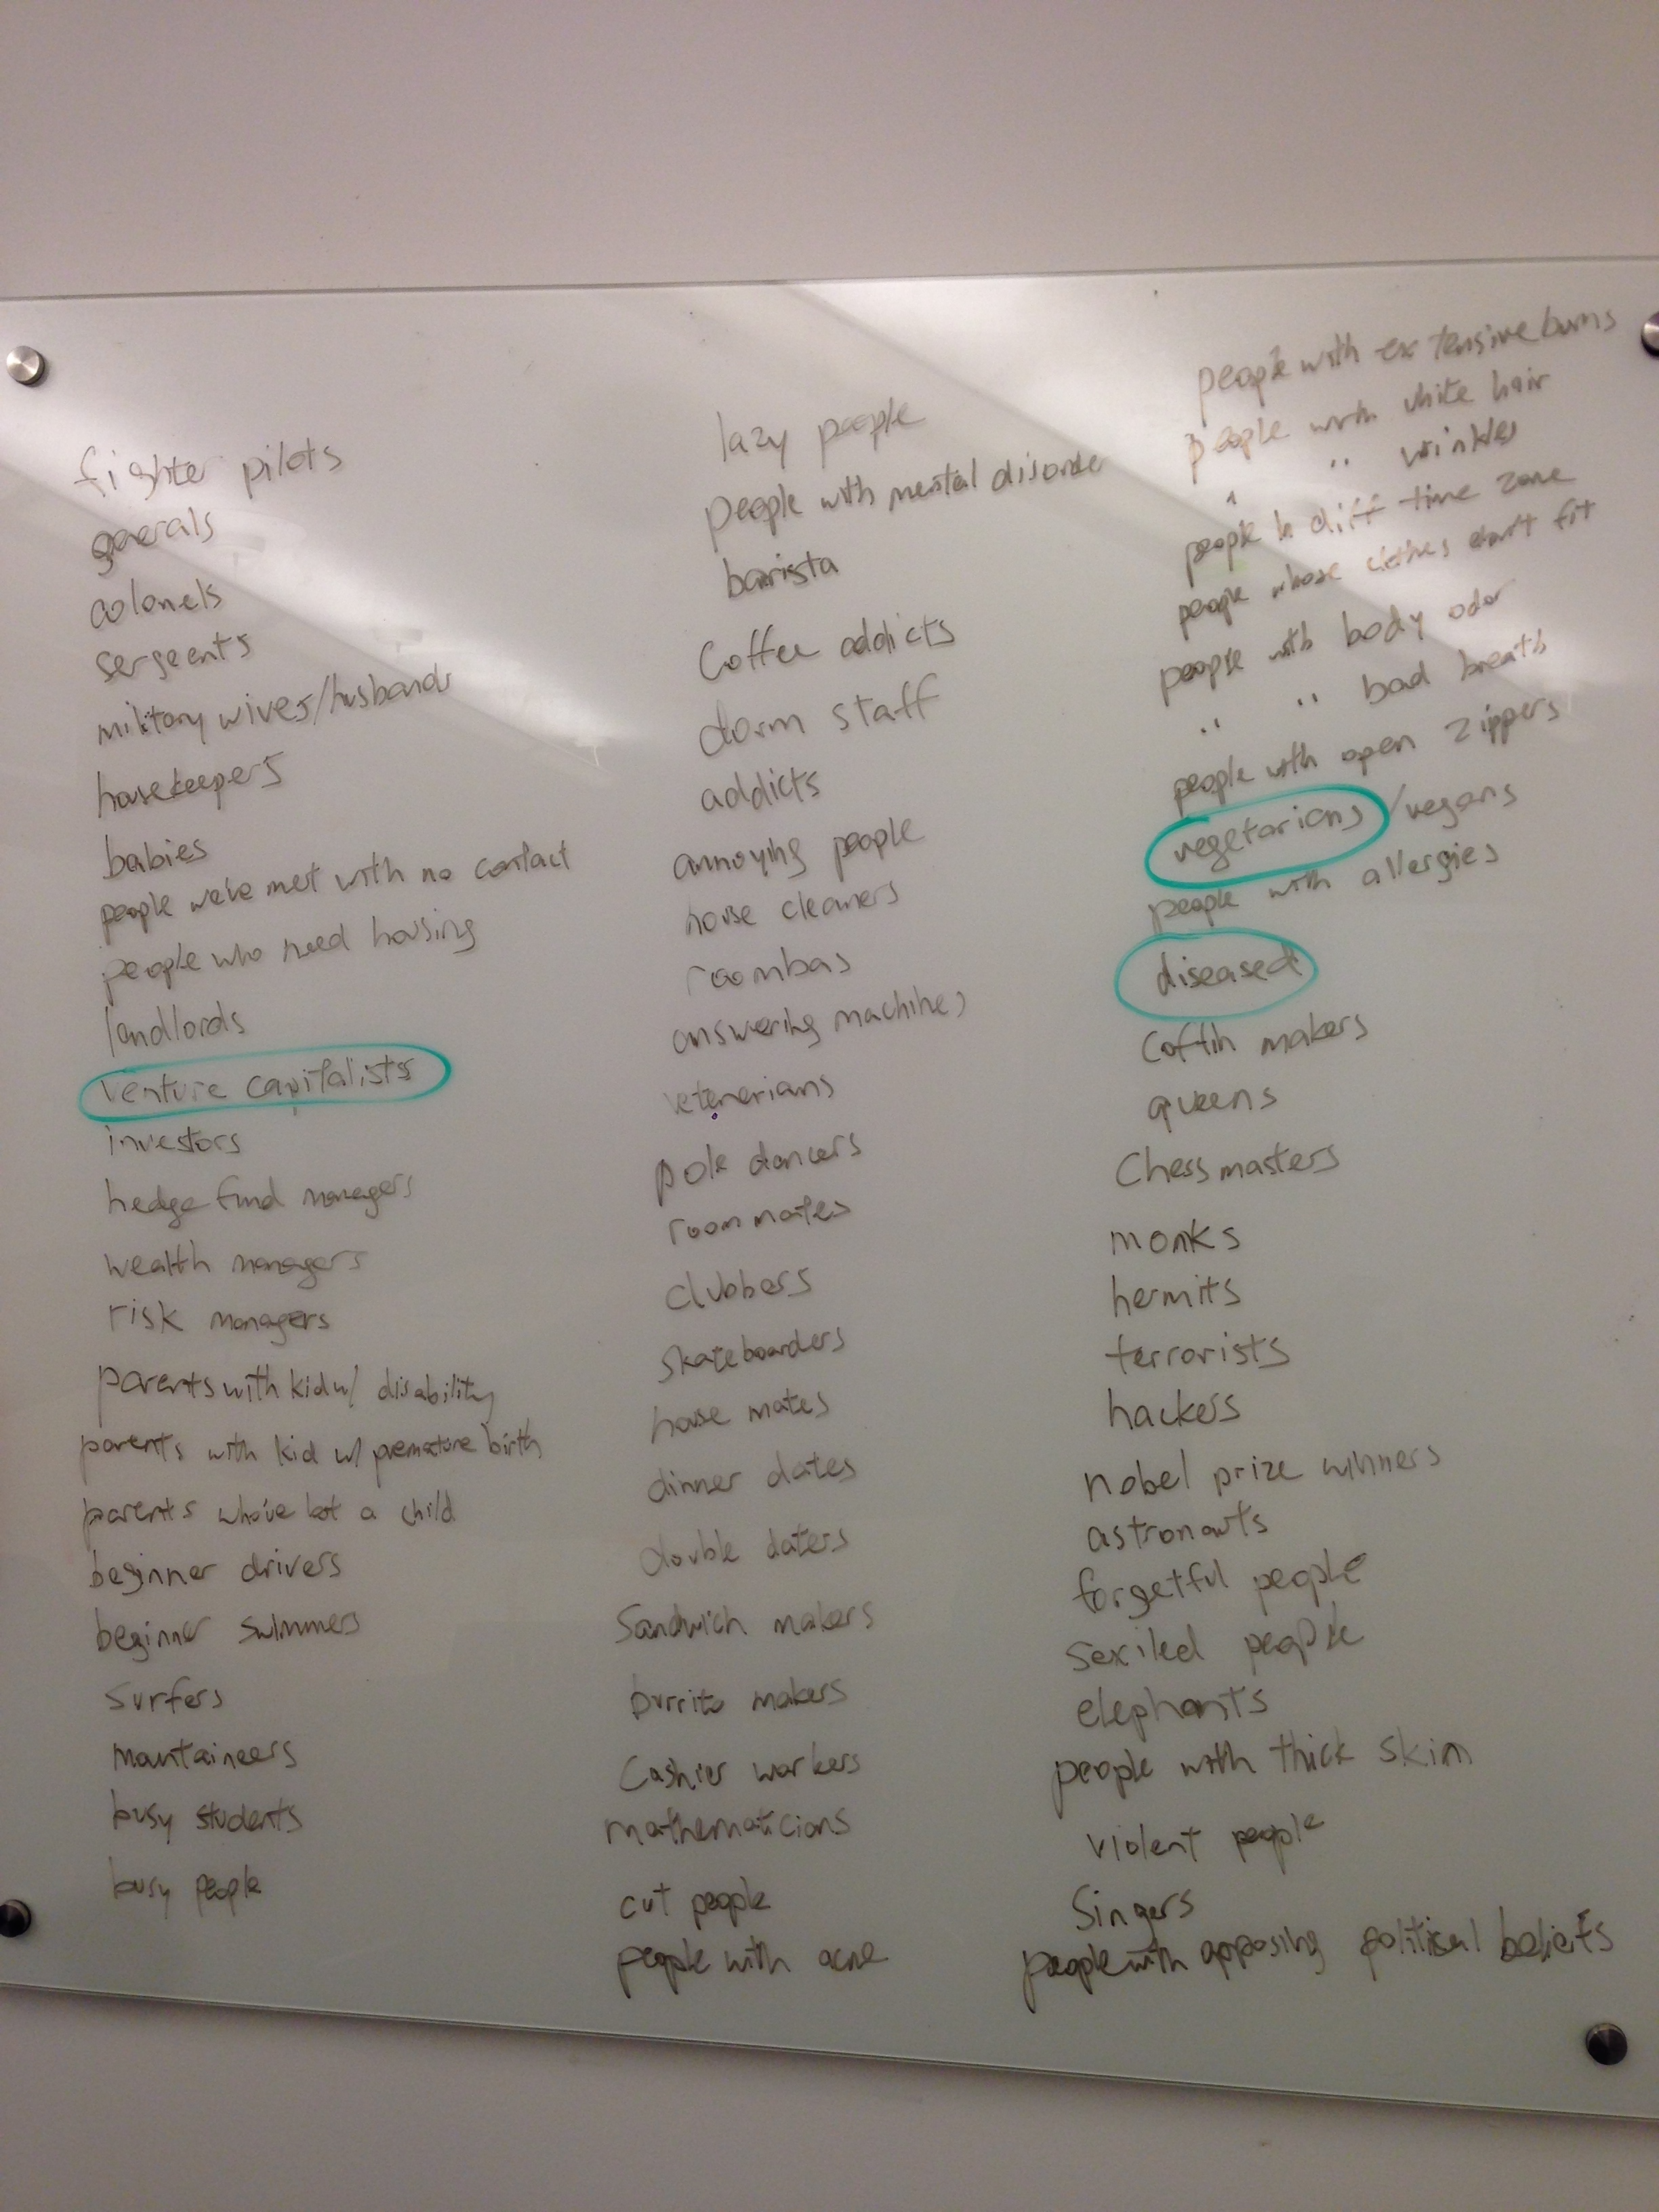 fighter pilots
generals
colonels
sergeents
military wives/husbands
housekeepers
babies
people we've met with no contact
people who need housing
landlords
venture capitalists
investors
hedge fund managers
wealth managers
risk managers
parents with kid w/ disability
parents with kid w/ premature birth
parents who've lost a child
beginner drivers
beginner swimmers
surfers
mountaineers
busy students
busy people
lazy people
people with mental disorder
barista
Coffee addicts
dorm staff
addicts
annoying people
house cleaners
roombas
answering machines
vetenerians
pole dancers
roommates
clubbers
skateboarders
house mates
dinner dates
double daters
Sandwich makers
burrito makers
Cashier workers
mathematicians
cut people
people with acne
people with extensive burns
people with white hair
" wrinkles
people in diff time zone
people whose clothes don't fit
people with body odor
" " bad breath
people with open zippers
vegetarians/vegans
people with allergies
diseased
Coffin makers
queens
Chess masters
monks
hermits
terrorists
hackers
nobel prize winners
astronauts
forgetful people
sexiled people
elephants
people with thick skin
violent people
Singers
people with opposing political beliefs